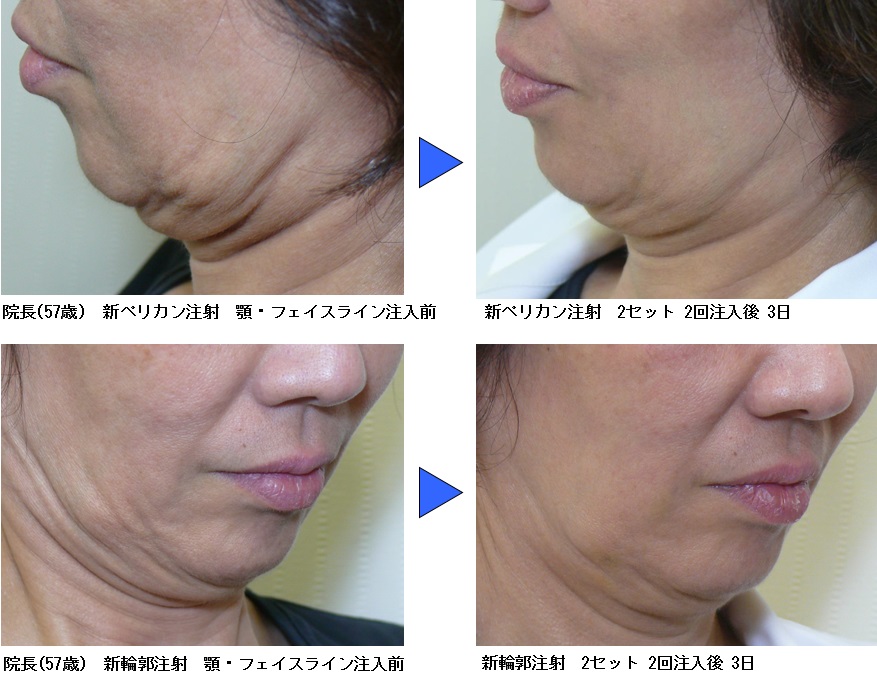 院長(57歳)　新ペリカン注射　顎・フェイスライン注入前
新ペリカン注射　2セット 2回注入後 3日
院長(57歳)　新輪郭注射　顎・フェイスライン注入前
新輪郭注射　2セット 2回注入後 3日